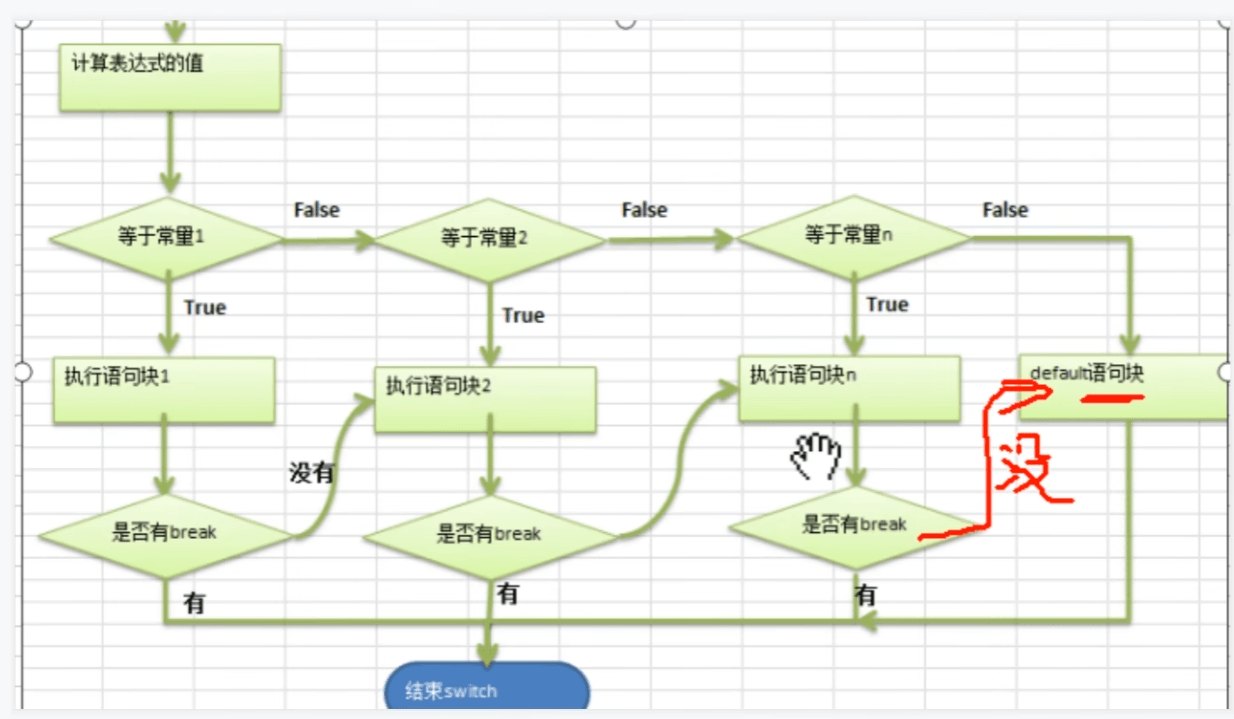 计算表达式的值
False
False
False
等于常量1
等于常量2
等于常量n
True
True
True
执行语句块1
执行语句块2
执行语句块n
default语句块
没有
没
是否有break
是否有break
是否有break
有
有
有
结束switch